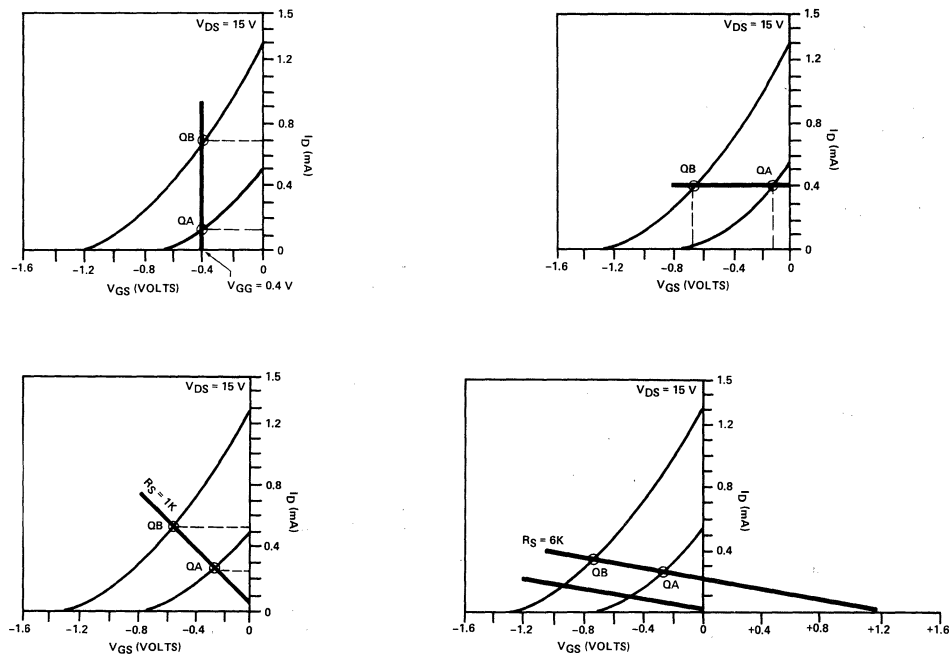 VDS = 15 V
1.5
1.2
0.8
0.4
0
ID (mA)
QB
QA
-1.6
-1.2
-0.8
-0.4
0
VGS (VOLTS)
VGG = 0.4 V
VDS = 15 V
1.5
1.2
0.8
0.4
0
ID (mA)
QB
QA
-1.6
-1.2
-0.8
-0.4
0
VGS (VOLTS)
VDS = 15 V
1.5
1.2
0.8
0.4
0
ID (mA)
RS = 1K
QB
QA
-1.6
-1.2
-0.8
-0.4
0
VGS (VOLTS)
VDS = 15 V
1.5
1.2
0.8
0.4
0
ID (mA)
RS = 6K
QB
QA
-1.6
-1.2
-0.8
-0.4
0
+0.4
+0.8
+1.2
+1.6
VGS (VOLTS)